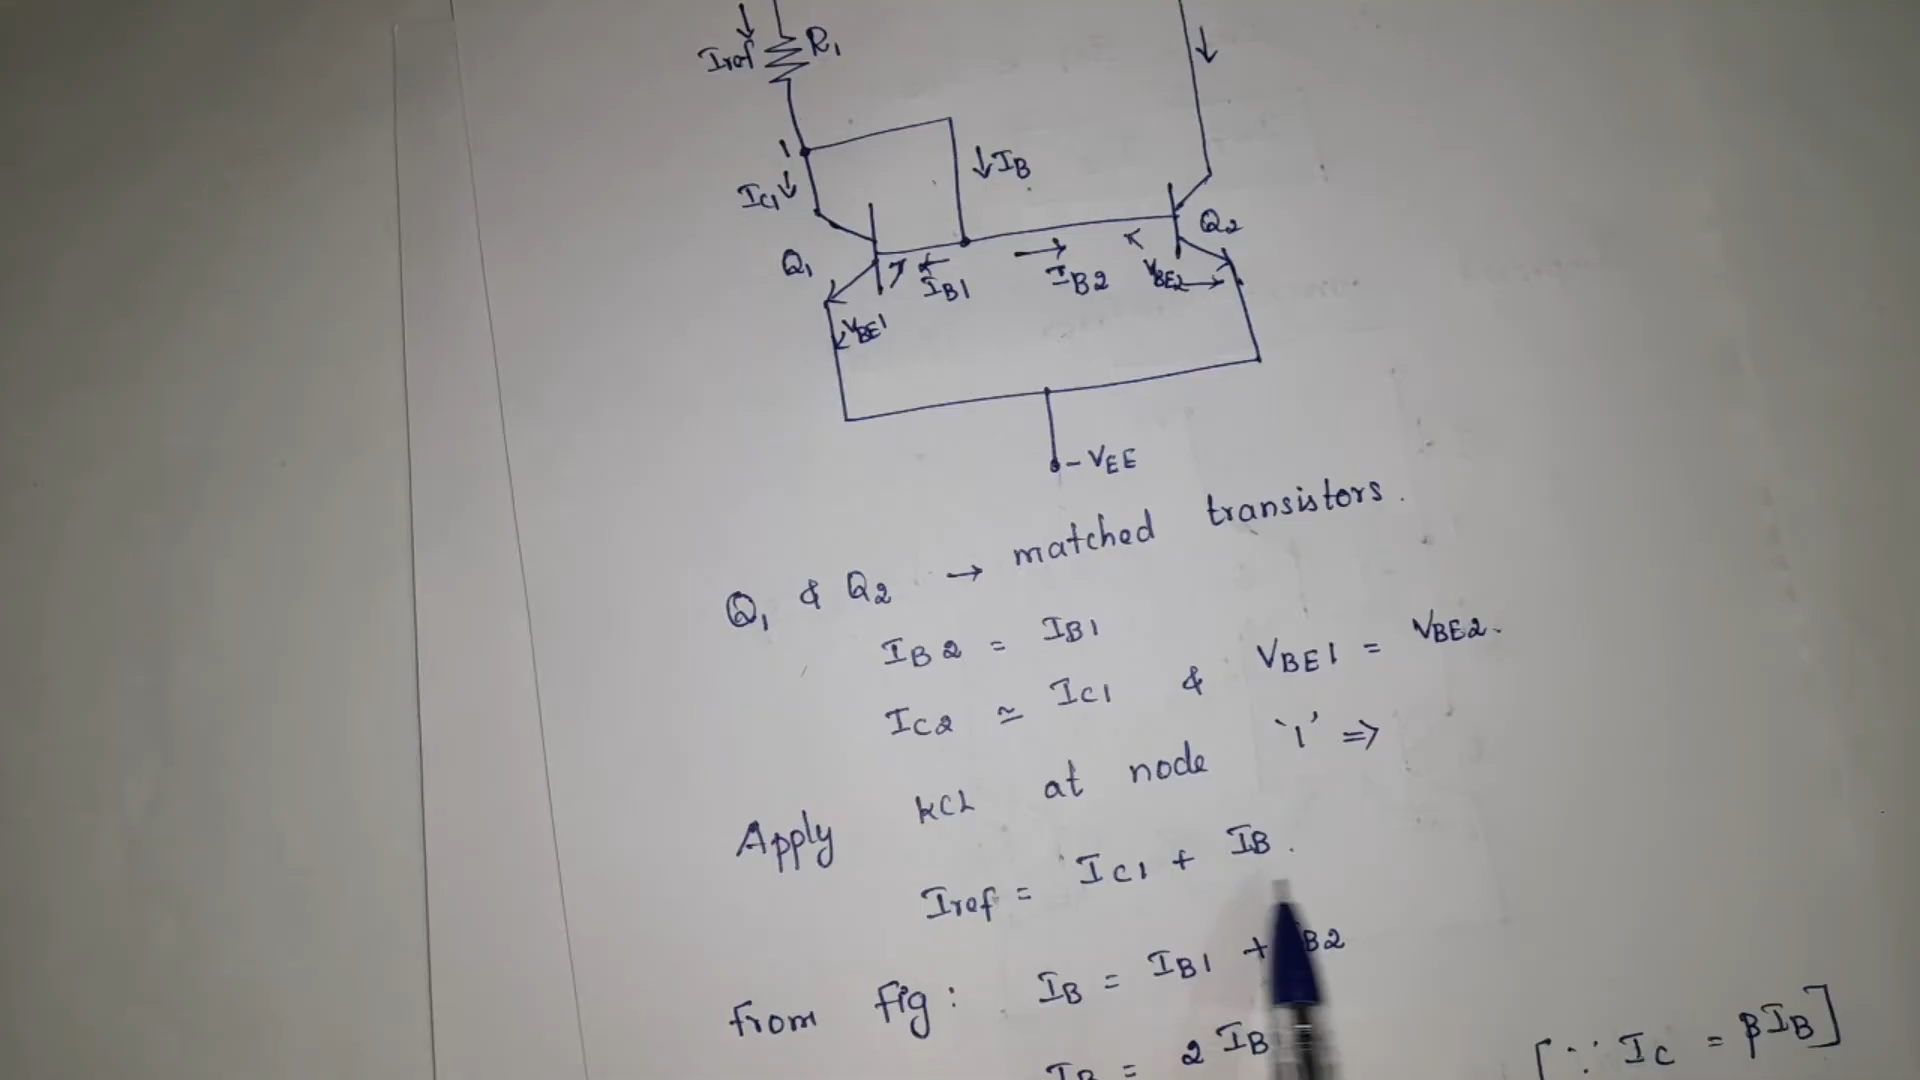 Iref R1
1
↓IB
IC1
Q1 IB1 IB2 VBE2 Q2
VBE1
-VEE
Q1 & Q2 → matched transistors.
IB2 = IB1
IC2 ≃ IC1 & VBE1 = VBE2.
Apply KCL at node '1' ⇒
Iref = IC1 + IB.
from fig: IB = IB1 + B2
= 2 IB [∵ IC = βIB]